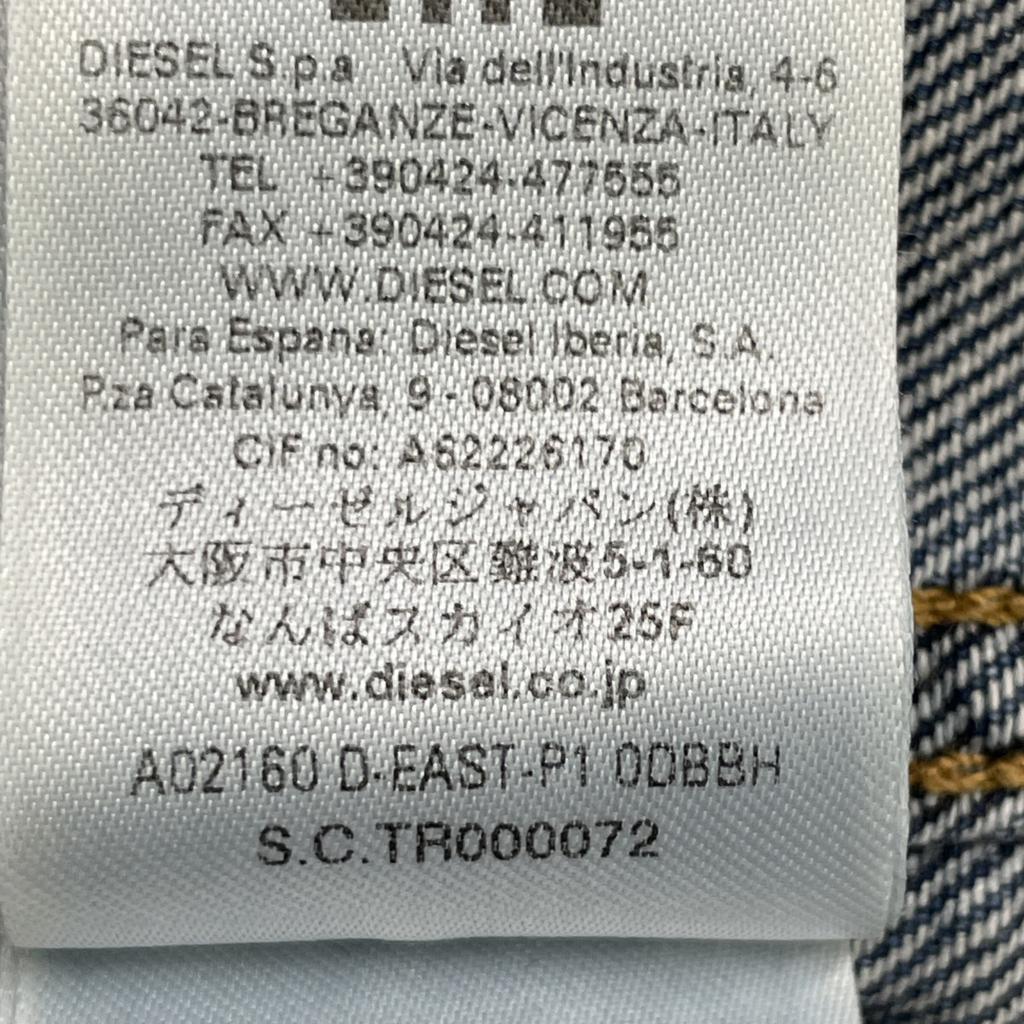 DIESEL S.p.a Via dell'Industria, 4-6
36042-BREGANZE-VICENZA-ITALY
TEL +390424-477555
FAX +390424-411955
WWW.DIESEL.COM
Para Espana: Diesel Iberia, S.A.
P.za Catalunya, 9 - 08002 Barcelona
CIF no: A62226170
ディーゼルジャパン(株)
大阪市中央区難波5-1-60
なんばスカイオ25F
www.diesel.co.jp
A02160 D-EAST-P1 0DBBH
S.C.TR000072